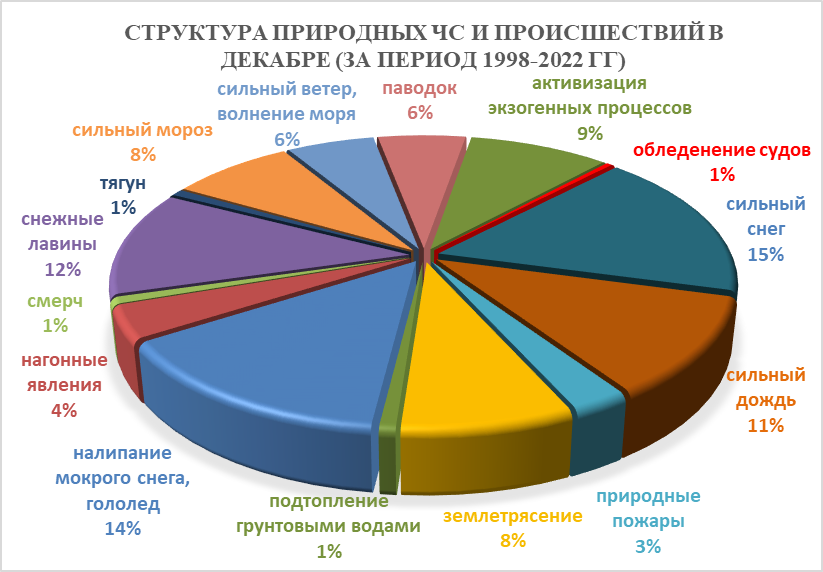 СТРУКТУРА ПРИРОДНЫХ ЧС И ПРОИСШЕСТВИЙ В
ДЕКАБРЕ (ЗА ПЕРИОД 1998-2022 ГГ)
паводок
6%
активизация
экзогенных процессов
9%
обледенение судов
1%
сильный
снег
15%
сильный
дождь
11%
природные
пожары
3%
землетрясение
8%
подтопление
грунтовыми водами
1%
налипание
мокрого снега,
гололед
14%
нагонные
явления
4%
смерч
1%
снежные
лавины
12%
тягун
1%
сильный мороз
8%
сильный ветер,
волнение моря
6%